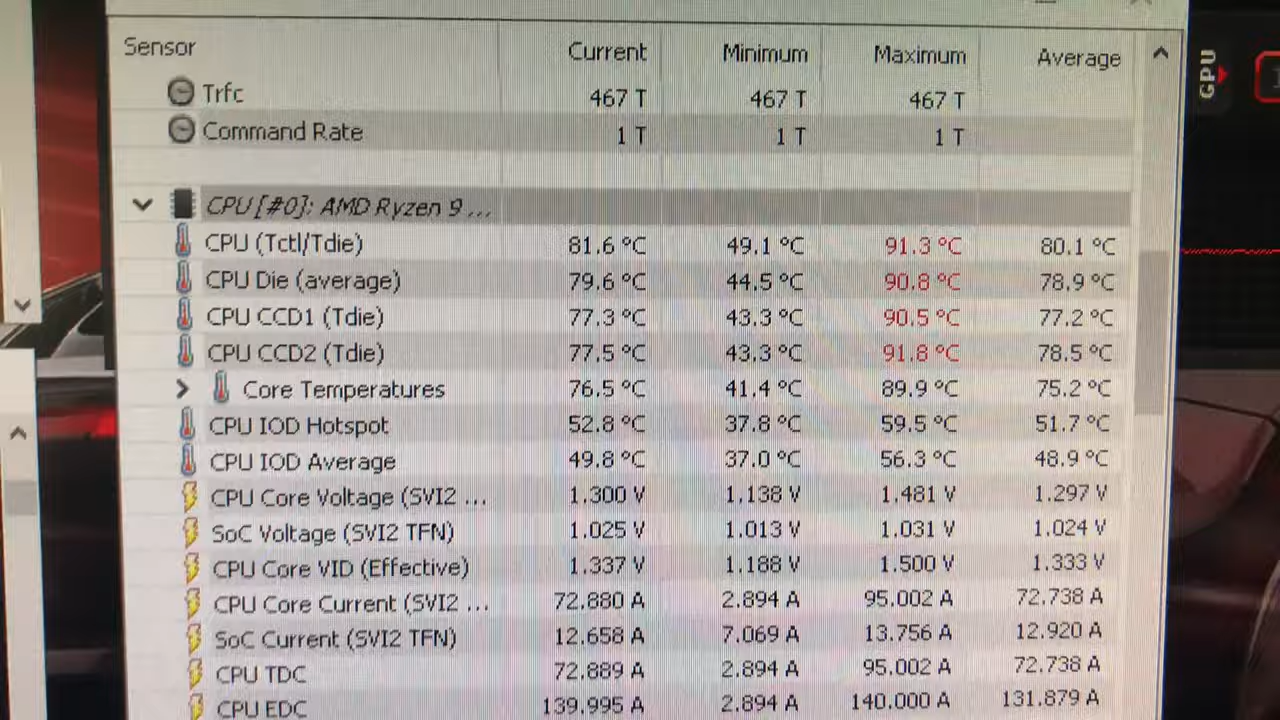 Sensor Current Minimum Maximum Average
Trfc 467 T 467 T 467 T
Command Rate 1 T 1 T 1 T
CPU [#0]: AMD Ryzen 9 ...
CPU (Tctl/Tdie) 81.6 °C 49.1 °C 91.3 °C 80.1 °C
CPU Die (average) 79.6 °C 44.5 °C 90.8 °C 78.9 °C
CPU CCD1 (Tdie) 77.3 °C 43.3 °C 90.5 °C 77.2 °C
CPU CCD2 (Tdie) 77.5 °C 43.3 °C 91.8 °C 78.5 °C
Core Temperatures 76.5 °C 41.4 °C 89.9 °C 75.2 °C
CPU IOD Hotspot 52.8 °C 37.8 °C 59.5 °C 51.7 °C
CPU IOD Average 49.8 °C 37.0 °C 56.3 °C 48.9 °C
CPU Core Voltage (SVI2 ... 1.300 V 1.138 V 1.481 V 1.297 V
SoC Voltage (SVI2 TFN) 1.025 V 1.013 V 1.031 V 1.024 V
CPU Core VID (Effective) 1.337 V 1.188 V 1.500 V 1.333 V
CPU Core Current (SVI2 ... 72.880 A 2.894 A 95.002 A 72.738 A
SoC Current (SVI2 TFN) 12.658 A 7.069 A 13.756 A 12.920 A
CPU TDC 72.889 A 2.894 A 95.002 A 72.738 A
CPU EDC 139.995 A 2.894 A 140.000 A 131.879 A
GPU